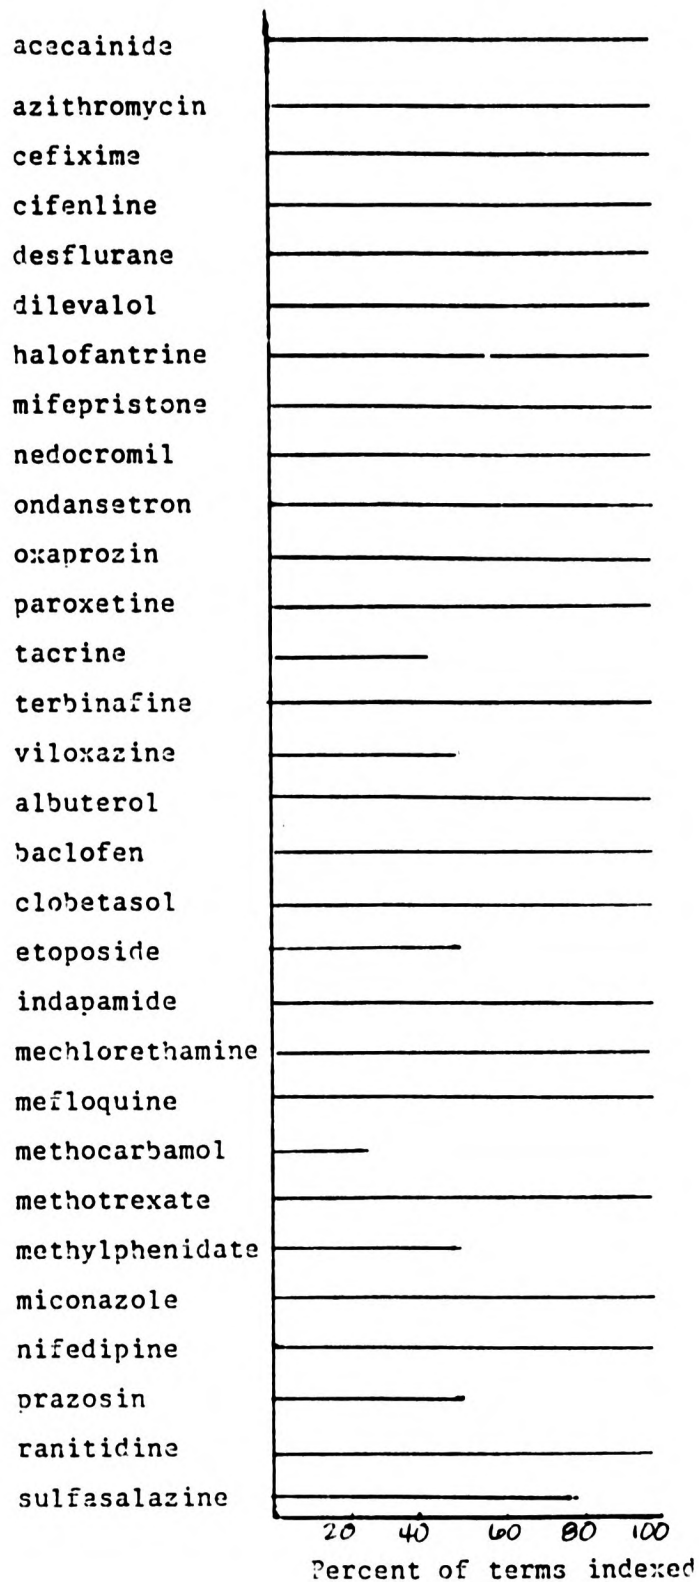 acecainide
azithromycin
cefixime
cifenline
desflurane
dilevalol
halofantrine
mifepristone
nedocromil
ondansetron
oxaprozin
paroxetine
tacrine
terbinafine
viloxazine
albuterol
baclofen
clobetasol
etoposide
indapamide
mechlorethamine
mefloquine
methocarbamol
methotrexate
methylphenidate
miconazole
nifedipine
prazosin
ranitidine
sulfasalazine
20 40 60 80 100
Percent of terms indexed